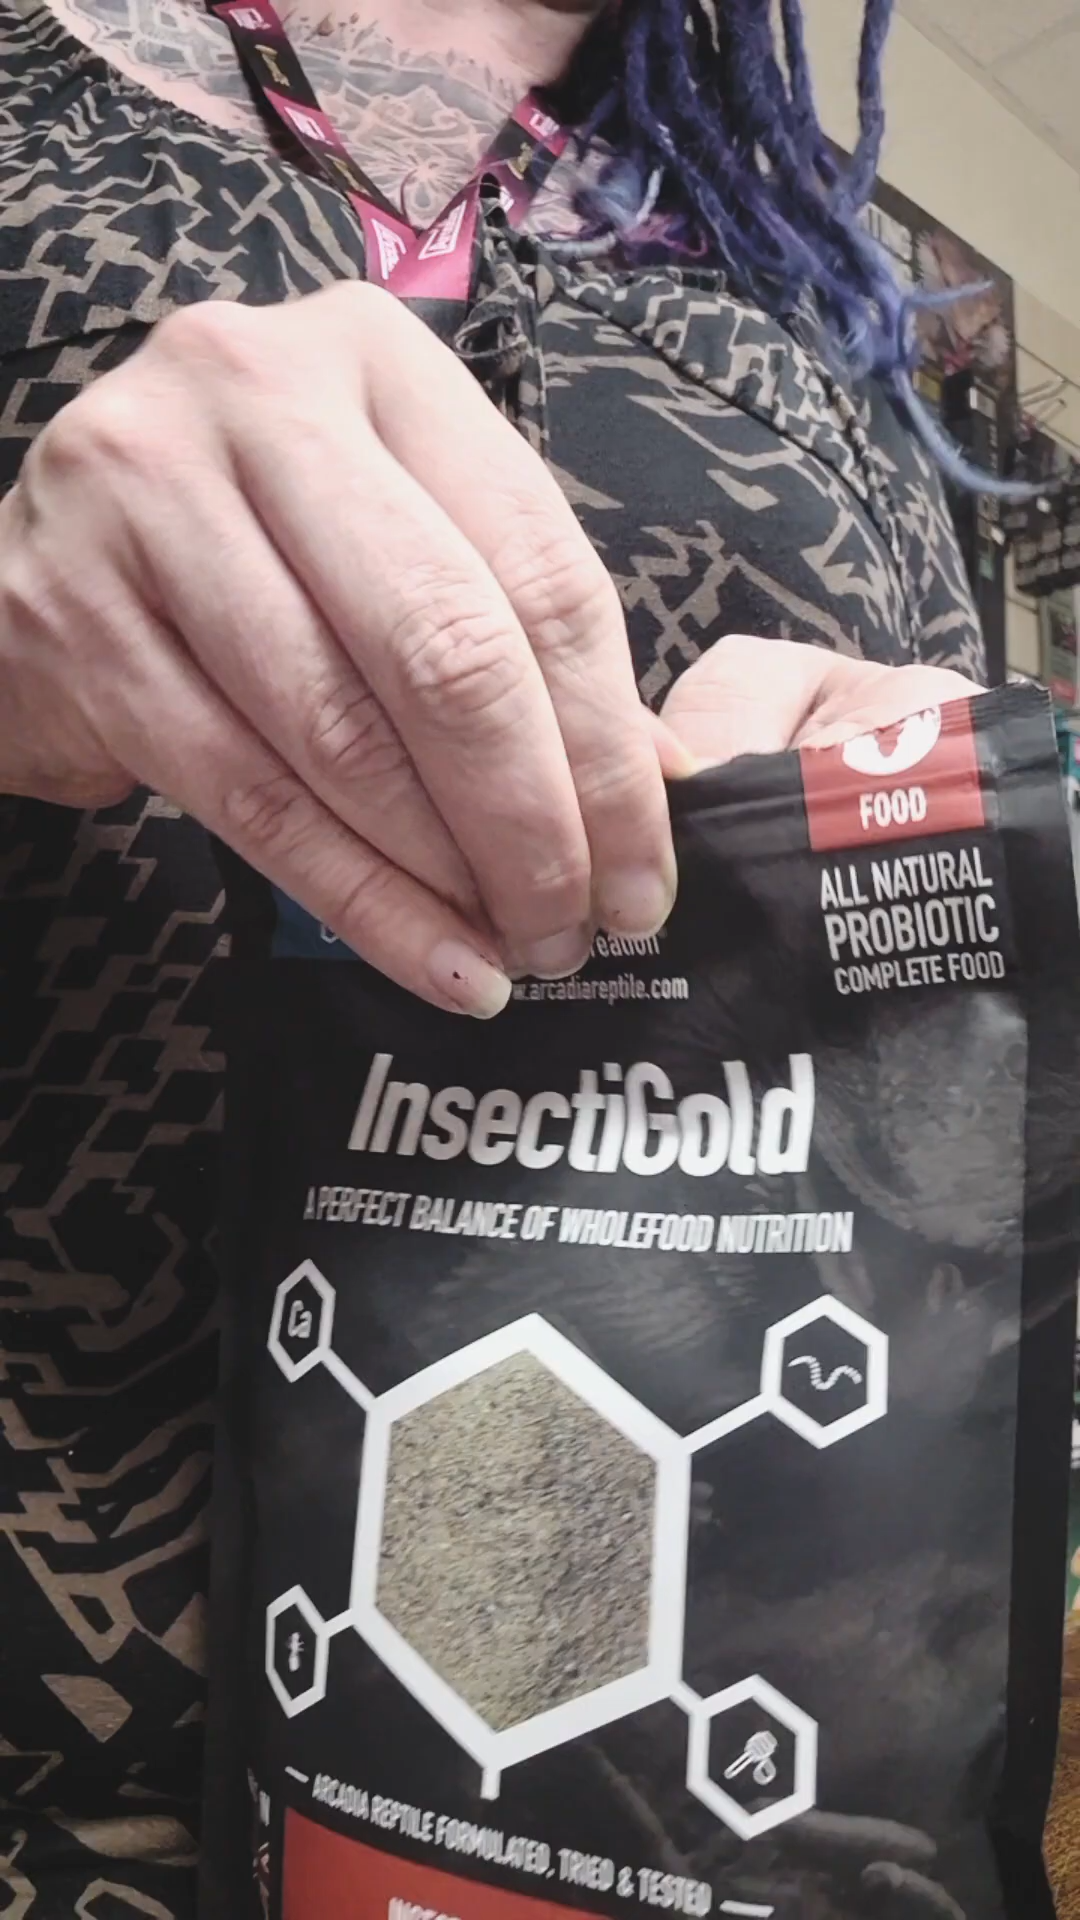 FOOD
ALL NATURAL
PROBIOTIC
COMPLETE FOOD
w.arcadiareptile.com
InsectiGold
A PERFECT BALANCE OF WHOLEFOOD NUTRITION
Ca
ARCADIA REPTILE FORMULATED, TRIED & TESTED